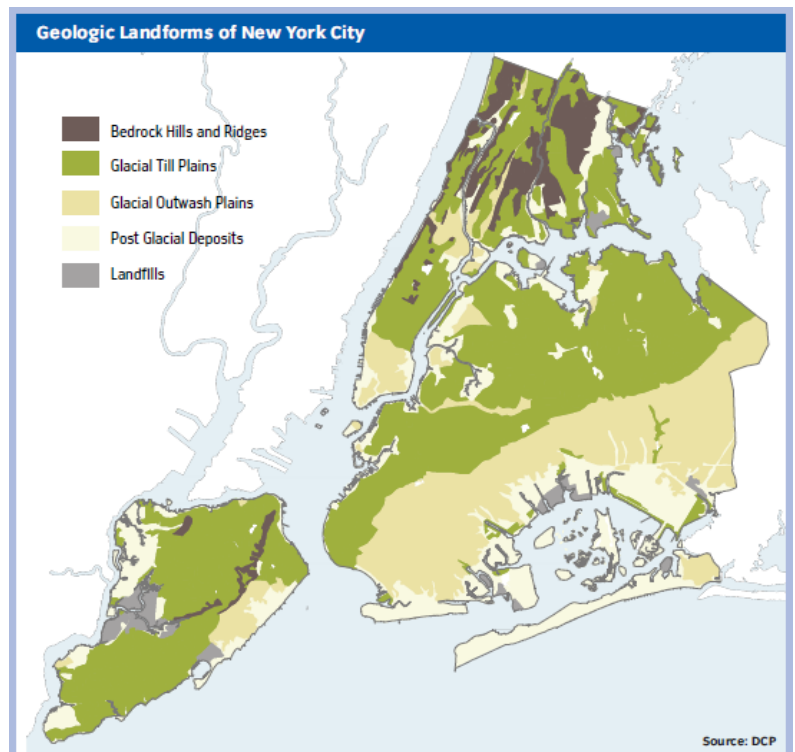 Geologic Landforms of New York City
Bedrock Hills and Ridges
Glacial Till Plains
Glacial Outwash Plains
Post Glacial Deposits
Landfills
Source: DCP